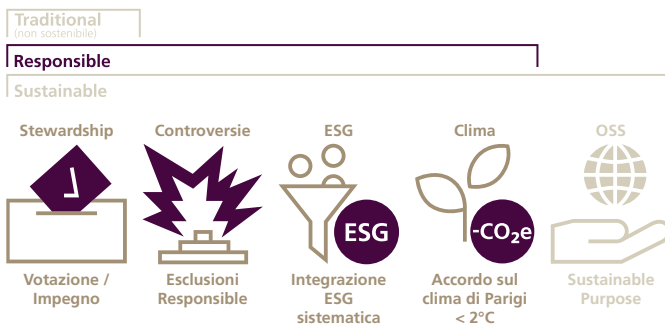 Traditional
(non sostenibile)
Responsible
Sustainable
Stewardship
Controversie
ESG
Clima
OSS
ESG
-CO₂e
Votazione /
Impegno
Esclusioni
Responsible
Integrazione
ESG
sistematica
Accordo sul
clima di Parigi
< 2°C
Sustainable
Purpose